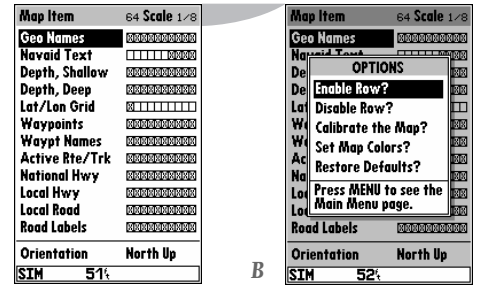 Map Item 64 Scale 1/8
Geo Names
Navaid Text
Depth, Shallow
Depth, Deep
Lat/Lon Grid
Waypoints
Waypt Names
Active Rte/Trk
National Hwy
Local Hwy
Local Road
Road Labels
Orientation North Up
SIM 51
B
Map Item 64 Scale 1/8
Geo Names
Navaid Text
OPTIONS
Enable Row?
Disable Row?
Calibrate the Map?
Set Map Colors?
Restore Defaults?
Press MENU to see the
Main Menu page.
Road Labels
Orientation North Up
SIM 52